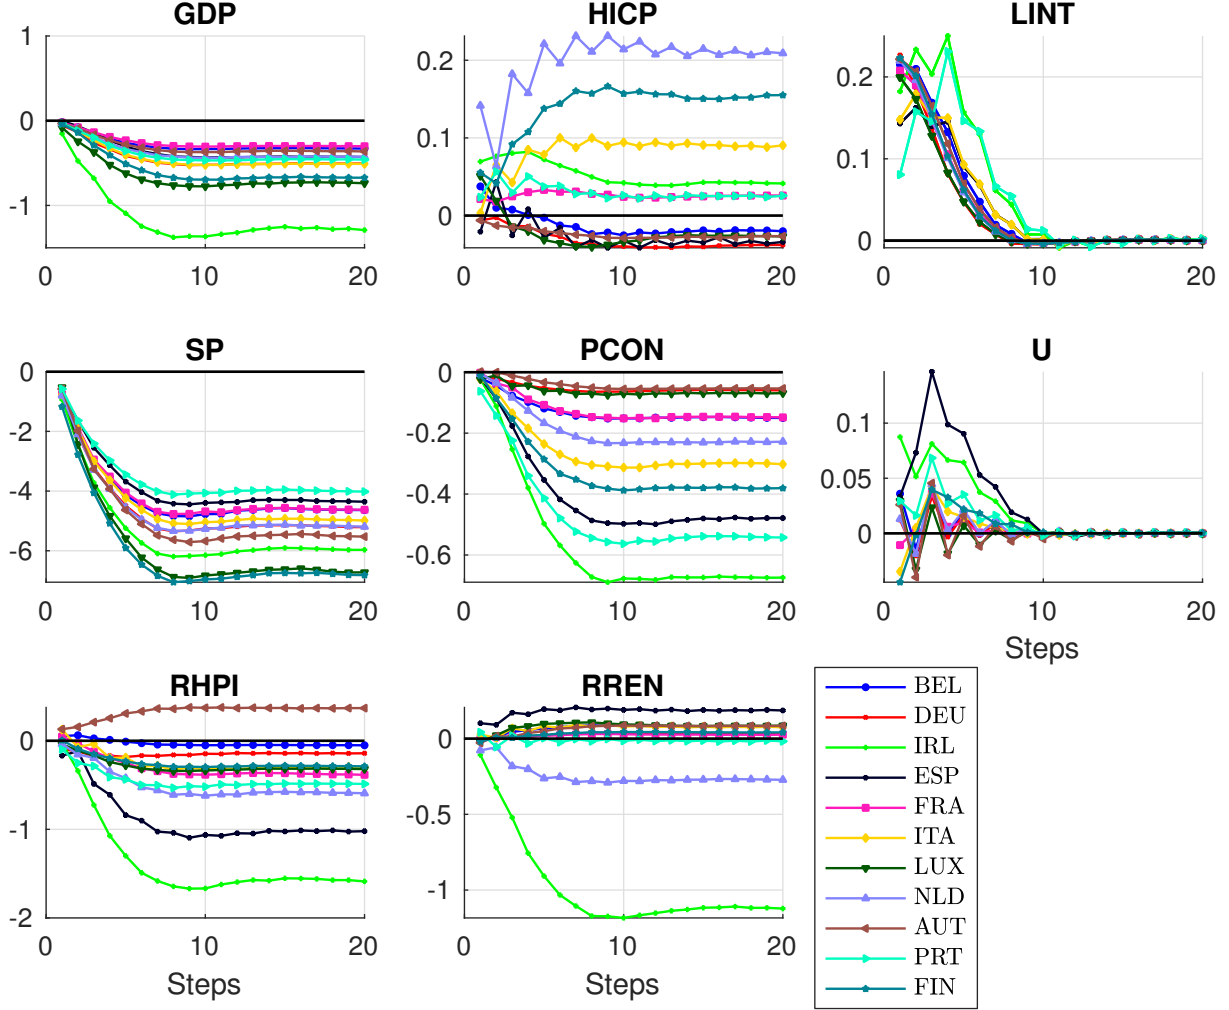 GDP
1
0
-1
0
10
20
HICP
0.2
0.1
0
0
10
20
LINT
0.2
0.1
0
0
10
20
SP
0
-2
-4
-6
0
10
20
PCON
0
-0.2
-0.4
-0.6
0
10
20
U
0.1
0.05
0
0
10
20
Steps
RHPI
0
-1
-2
0
10
20
Steps
RREN
0
-0.5
-1
0
10
20
Steps
BEL
DEU
IRL
ESP
FRA
ITA
LUX
NLD
AUT
PRT
FIN